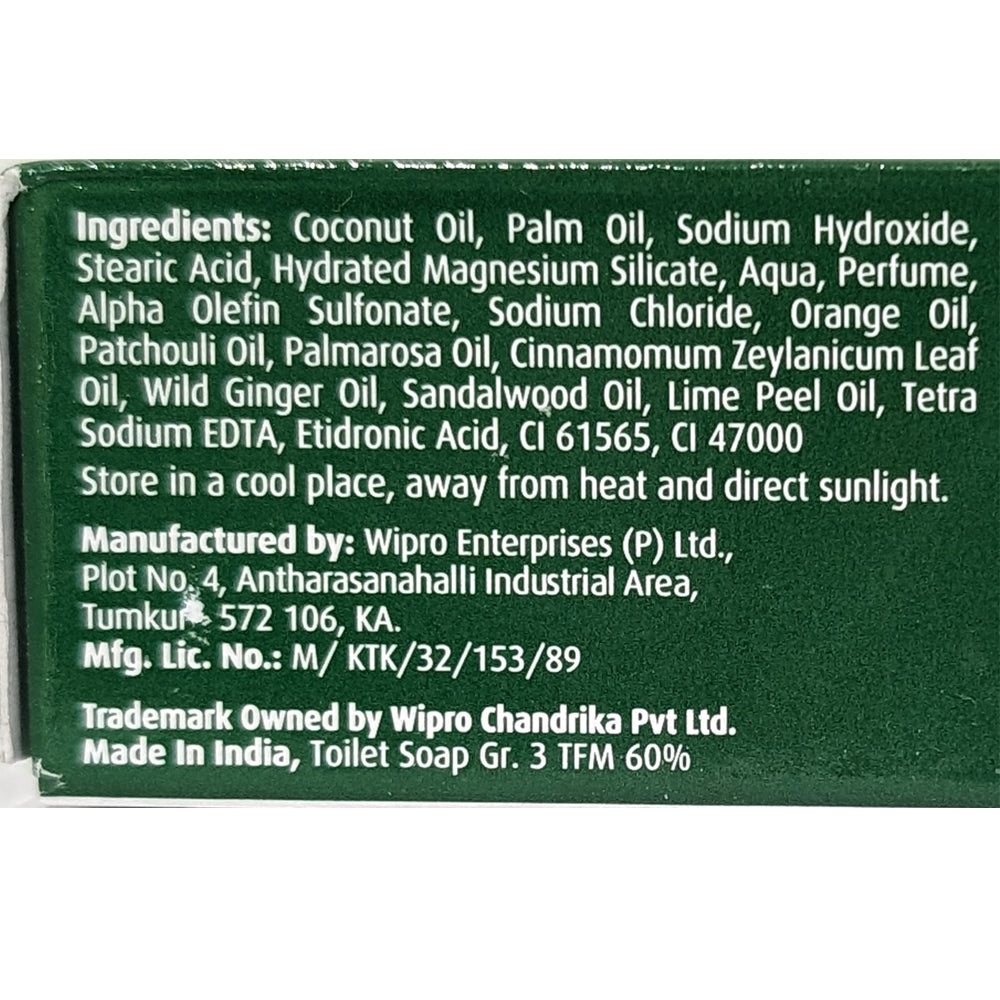 Ingredients: Coconut Oil, Palm Oil, Sodium Hydroxide,
Stearic Acid, Hydrated Magnesium Silicate, Aqua, Perfume,
Alpha Olefin Sulfonate, Sodium Chloride, Orange Oil,
Patchouli Oil, Palmarosa Oil, Cinnamomum Zeylanicum Leaf
Oil, Wild Ginger Oil, Sandalwood Oil, Lime Peel Oil, Tetra
Sodium EDTA, Etidronic Acid, CI 61565, CI 47000
Store in a cool place, away from heat and direct sunlight.
Manufactured by: Wipro Enterprises (P) Ltd.,
Plot No. 4, Antharasanahalli Industrial Area,
Tumkur - 572 106, KA.
Mfg. Lic. No.: M/ KTK/32/153/89
Trademark Owned by Wipro Chandrika Pvt Ltd.
Made In India, Toilet Soap Gr. 3 TFM 60%